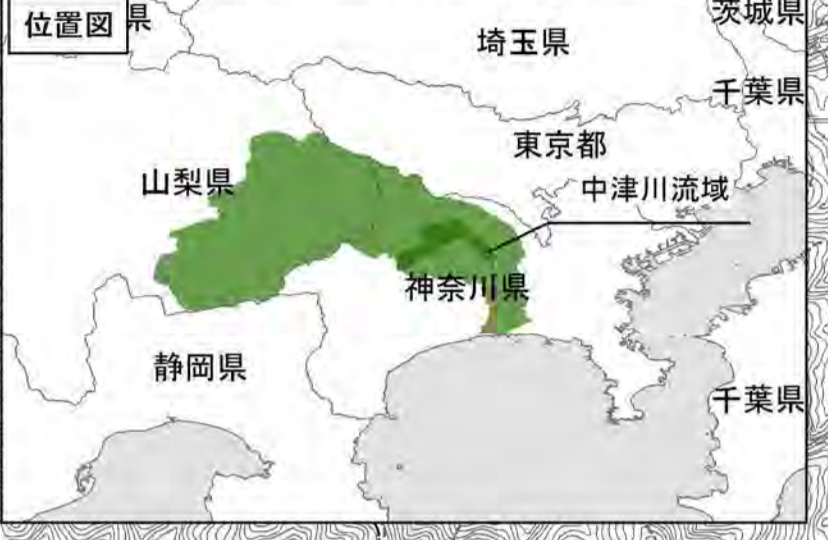 位置図
県
茨城県
埼玉県
千葉県
東京都
山梨県
中津川流域
神奈川県
静岡県
千葉県